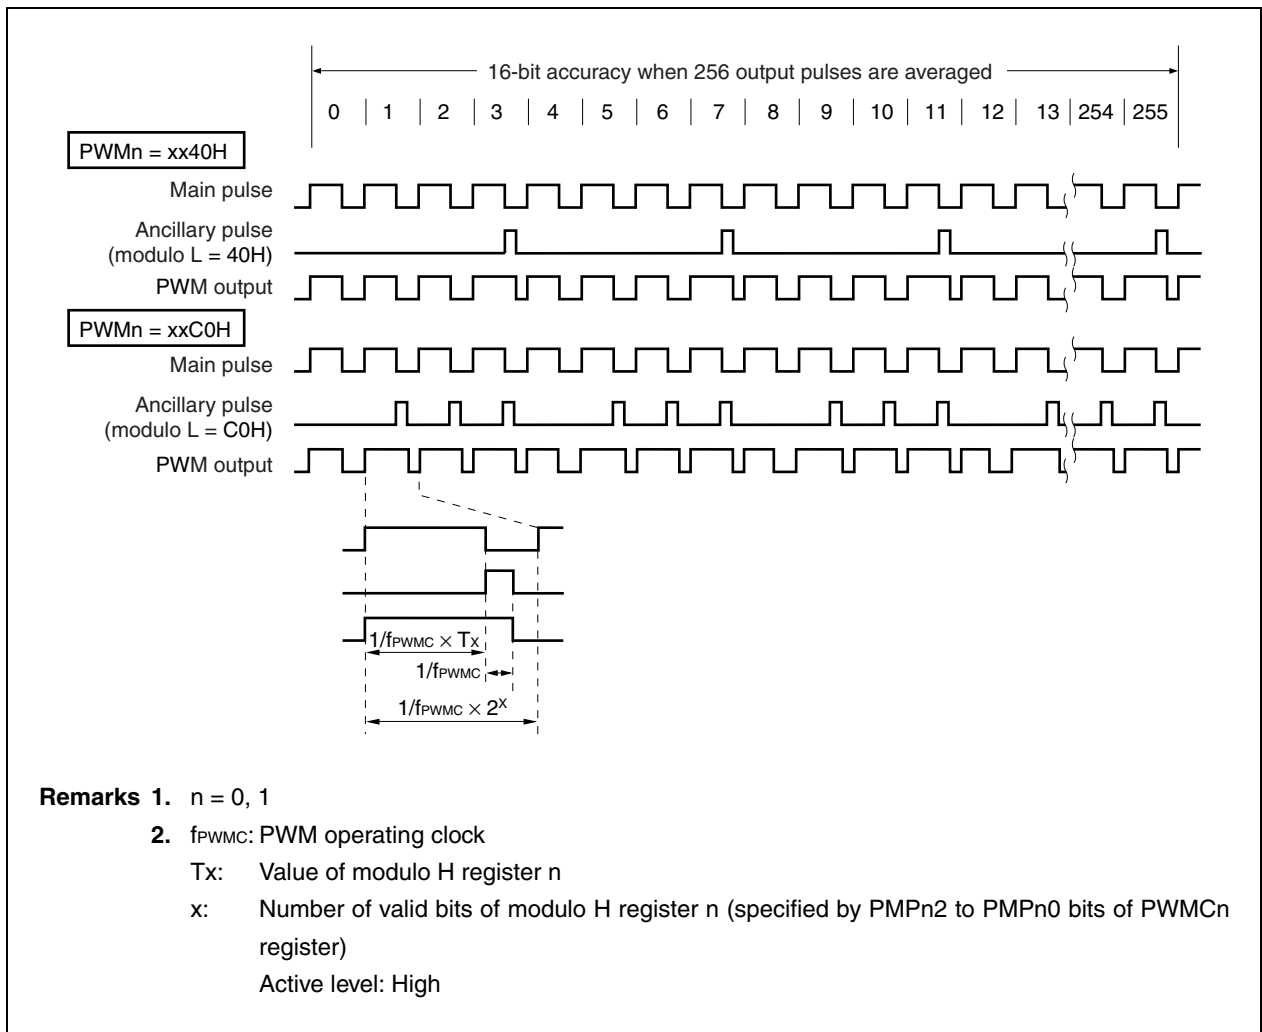 16-bit accuracy when 256 output pulses are averaged
0 1 2 3 4 5 6 7 8 9 10 11 12 13 254 255
PWMn = xx40H
Main pulse
Ancillary pulse
(modulo L = 40H)
PWM output
PWMn = xxC0H
Main pulse
Ancillary pulse
(modulo L = C0H)
PWM output
1/fPWMC × Tx
1/fPWMC
1/fPWMC × 2^x
Remarks 1. n = 0, 1
2. fPWMC: PWM operating clock
Tx: Value of modulo H register n
x: Number of valid bits of modulo H register n (specified by PMPn2 to PMPn0 bits of PWMCn
register)
Active level: High